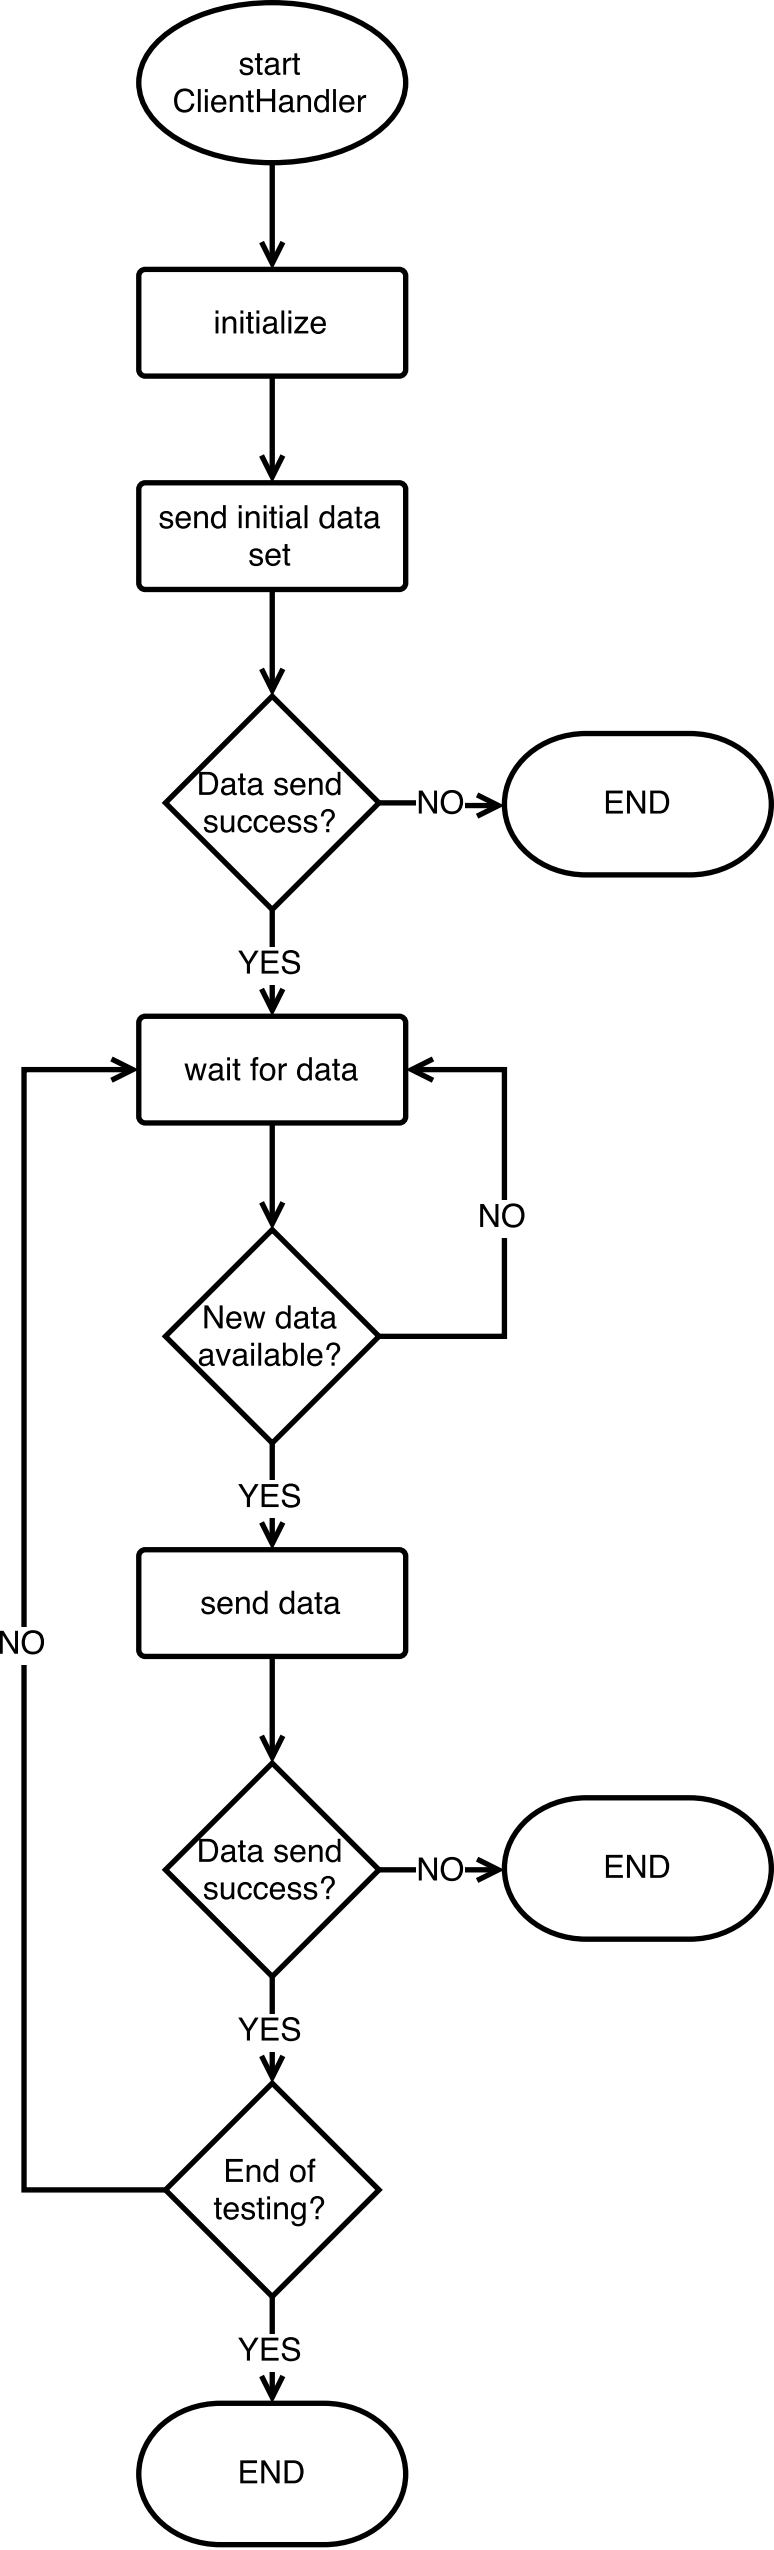 start
ClientHandler
initialize
send initial data
set
Data send
success?
NO
END
YES
wait for data
NO
New data
available?
YES
send data
NO
Data send
success?
NO
END
YES
End of
testing?
YES
END